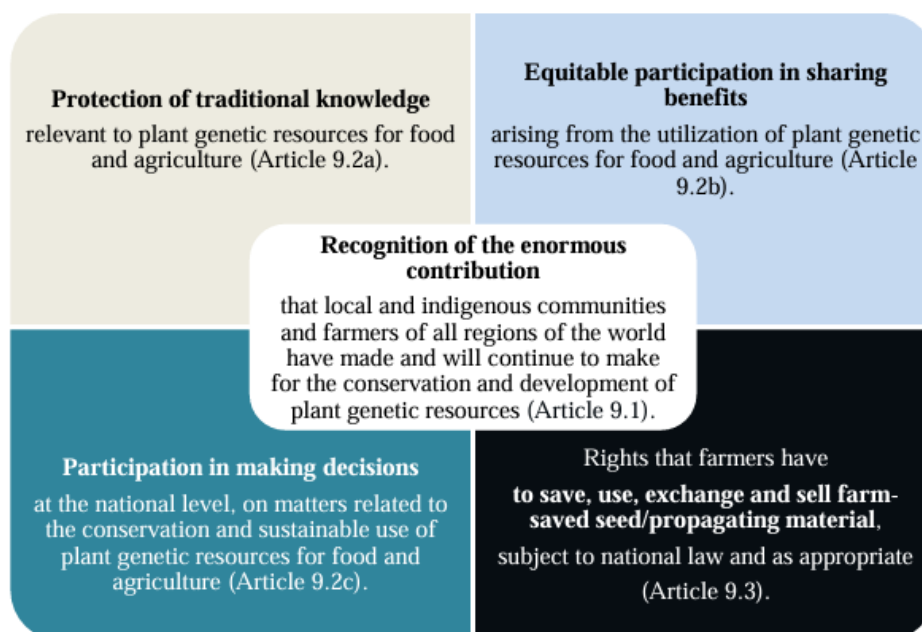 Protection of traditional knowledge
relevant to plant genetic resources for food
and agriculture (Article 9.2a).
Equitable participation in sharing
benefits
arising from the utilization of plant genetic
resources for food and agriculture (Article
9.2b).
Recognition of the enormous
contribution
that local and indigenous communities
and farmers of all regions of the world
have made and will continue to make
for the conservation and development of
plant genetic resources (Article 9.1).
Participation in making decisions
at the national level, on matters related to
the conservation and sustainable use of
plant genetic resources for food and
agriculture (Article 9.2c).
Rights that farmers have
to save, use, exchange and sell farm-
saved seed/propagating material,
subject to national law and as appropriate
(Article 9.3).